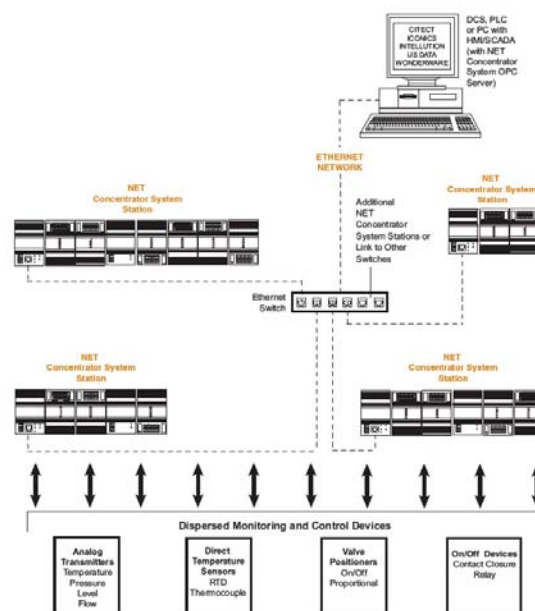 CITECT
ICONICS
INTELLUTION
US DATA
WONDERWARE
DCS, PLC
or PC with
HMI/SCADA
(with NET
Concentrator
System OPC
Server)
ETHERNET
NETWORK
NET
Concentrator System
Station
Additional
NET
Concentrator
System Stations or
Link to Other
Switches
NET
Concentrator System
Station
Ethernet
Switch
NET
Concentrator System
Station
NET
Concentrator System
Station
Dispersed Monitoring and Control Devices
Analog
Transmitters
Temperature
Pressure
Level
Flow
Direct
Temperature
Sensors
RTD
Thermocouple
Valve
Positioners
On/Off
Proportional
On/Off Devices
Contact Closure
Relay